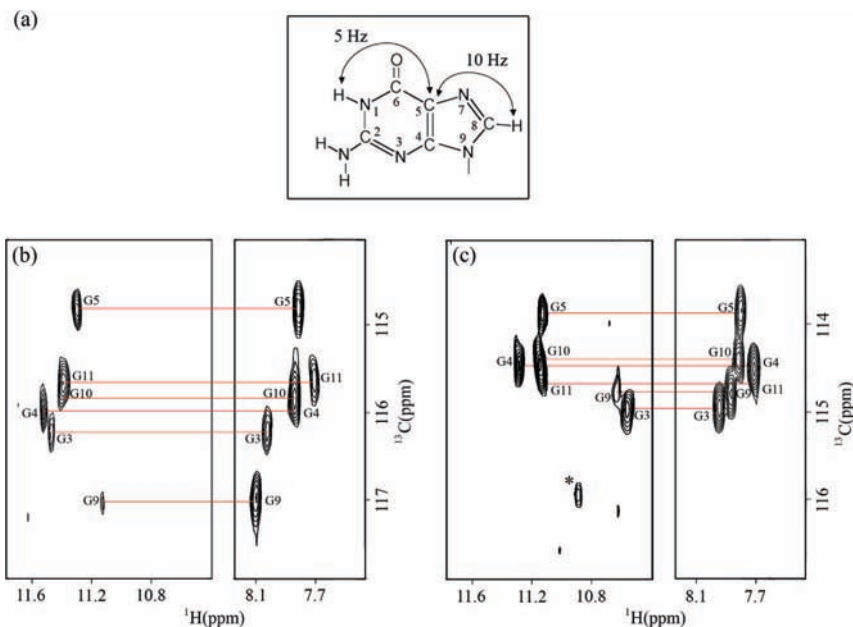 (a)
5 Hz
10 Hz
O
H
N
1
6
5
N
7
8
H
2
3
4
9
N
N
H
N
H
(b)
G5
G5
G11
G10
G4
G3
G9
G11
G10
G4
G3
G9
115
116
117
¹³C(ppm)
11.6 11.2 10.8
8.1 7.7
¹H(ppm)
(c)
G5
G5
G10
G4
G11
G9
G3
G10
G11
G9
G3
G4
*
114
115
116
¹³C(ppm)
11.6 11.2 10.8
8.1 7.7
¹H(ppm)